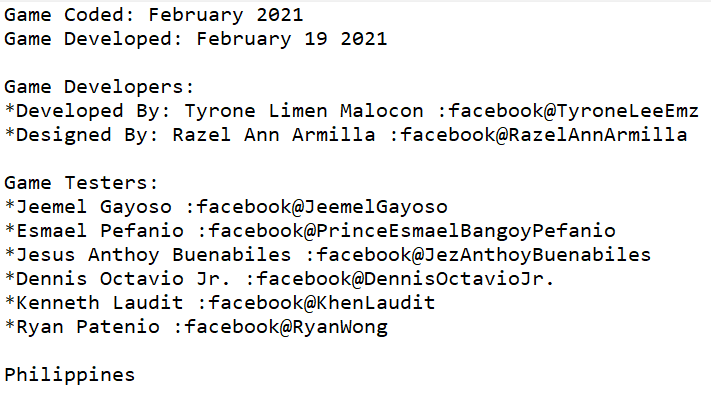 Game Coded: February 2021
Game Developed: February 19 2021
Game Developers:
*Developed By: Tyrone Limen Malocon :facebook@TyroneLeeEmz
*Designed By: Razel Ann Armilla :facebook@RazelAnnArmilla
Game Testers:
*Jeemel Gayoso :facebook@JeemelGayoso
*Esmael Pefanio :facebook@PrinceEsmaelBangoyPefanio
*Jesus Anthoy Buenabiles :facebook@JezAnthoyBuenabiles
*Dennis Octavio Jr. :facebook@DennisOctavioJr.
*Kenneth Laudit :facebook@KhenLaudit
*Ryan Patenio :facebook@RyanWong
Philippines